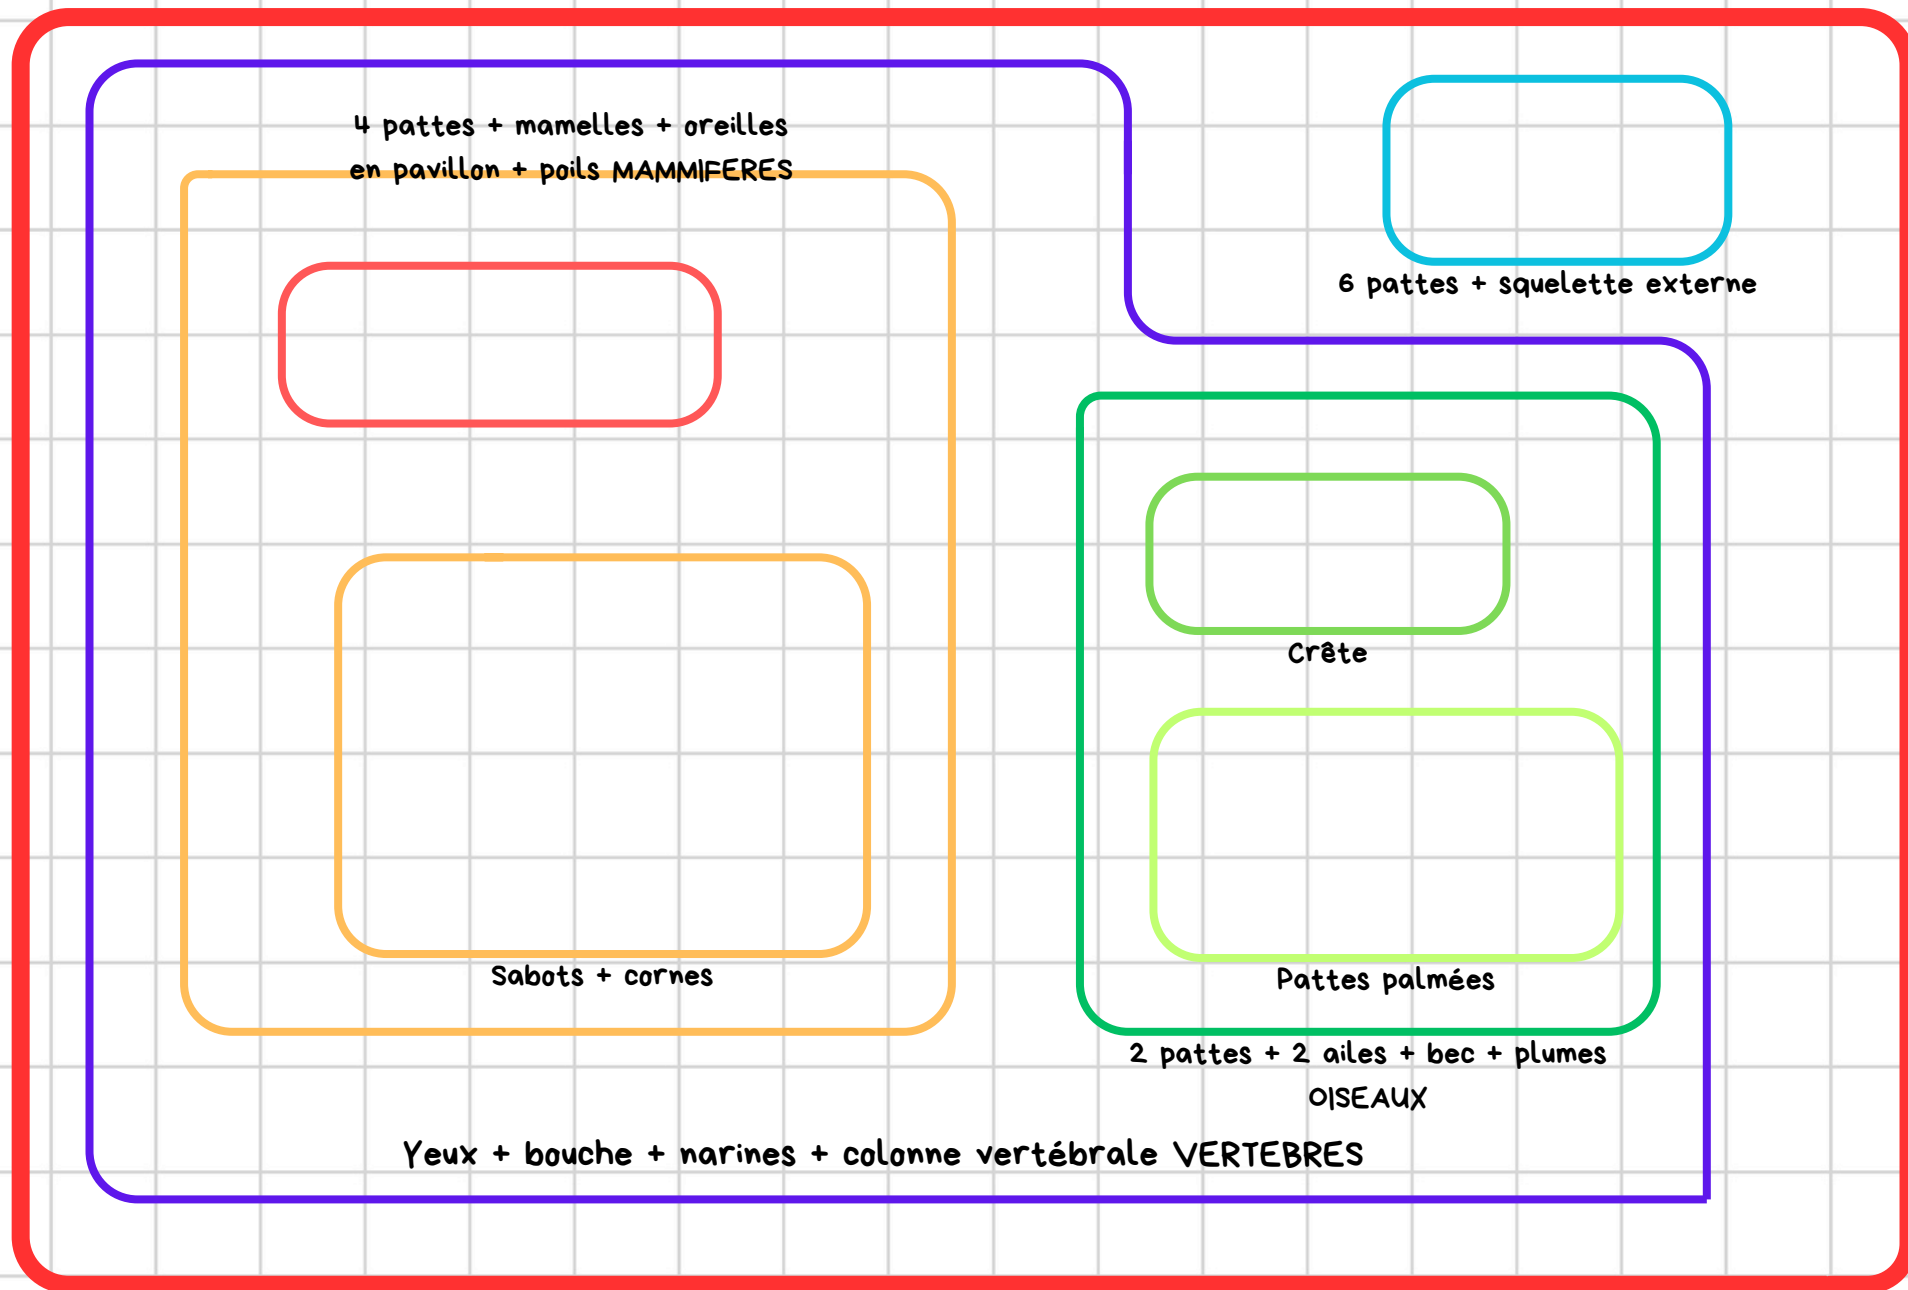 4 pattes + mamelles + oreilles
en pavillon + poils MAMMIFERES
6 pattes + squelette externe
Crête
Sabots + cornes
Pattes palmées
2 pattes + 2 ailes + bec + plumes
OISEAUX
Yeux + bouche + narines + colonne vertébrale VERTEBRES